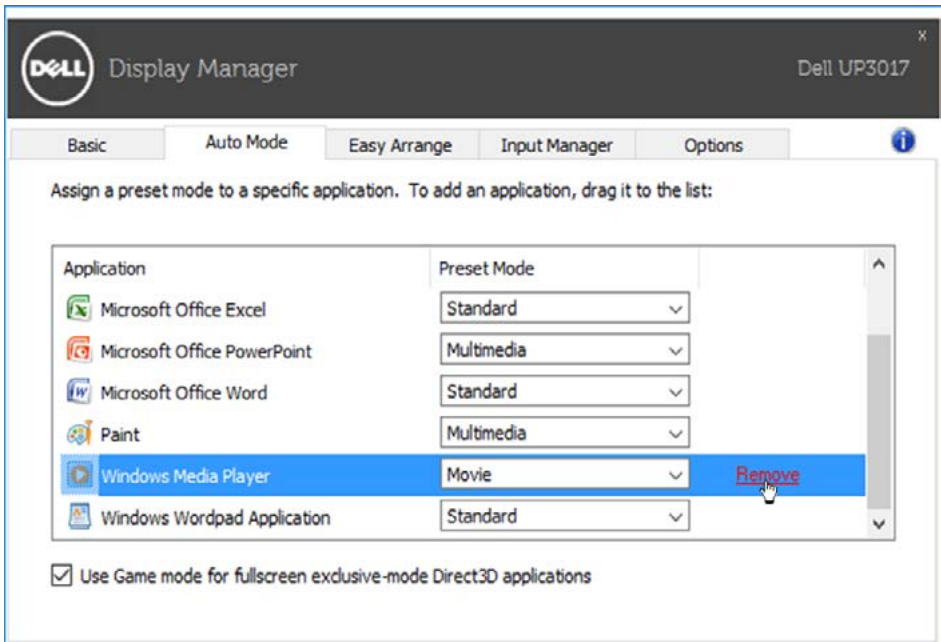 DELL Display Manager Dell UP3017
x
Basic Auto Mode Easy Arrange Input Manager Options
Assign a preset mode to a specific application. To add an application, drag it to the list:
Application Preset Mode
Microsoft Office Excel Standard
Microsoft Office PowerPoint Multimedia
Microsoft Office Word Standard
Paint Multimedia
Windows Media Player Movie Remove
Windows Wordpad Application Standard
Use Game mode for fullscreen exclusive-mode Direct3D applications